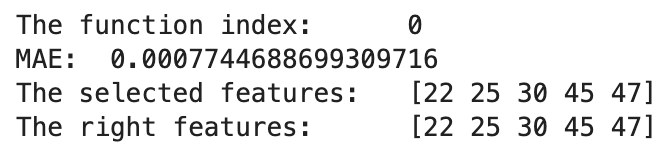 The function index:      0
MAE:  0.0007744688699309716
The selected features:   [22 25 30 45 47]
The right features:      [22 25 30 45 47]